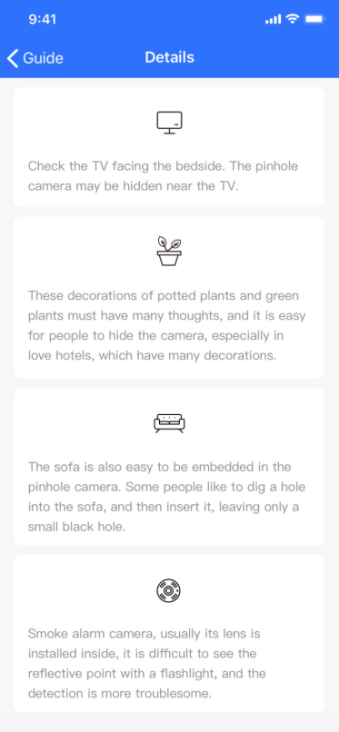 9:41
Guide
Details
Check the TV facing the bedside. The pinhole
camera may be hidden near the TV.
These decorations of potted plants and green
plants must have many thoughts, and it is easy
for people to hide the camera, especially in
love hotels, which have many decorations.
The sofa is also easy to be embedded in the
pinhole camera. Some people like to dig a hole
into the sofa, and then insert it, leaving only a
small black hole.
Smoke alarm camera, usually its lens is
installed inside, it is difficult to see the
reflective point with a flashlight, and the
detection is more troublesome.